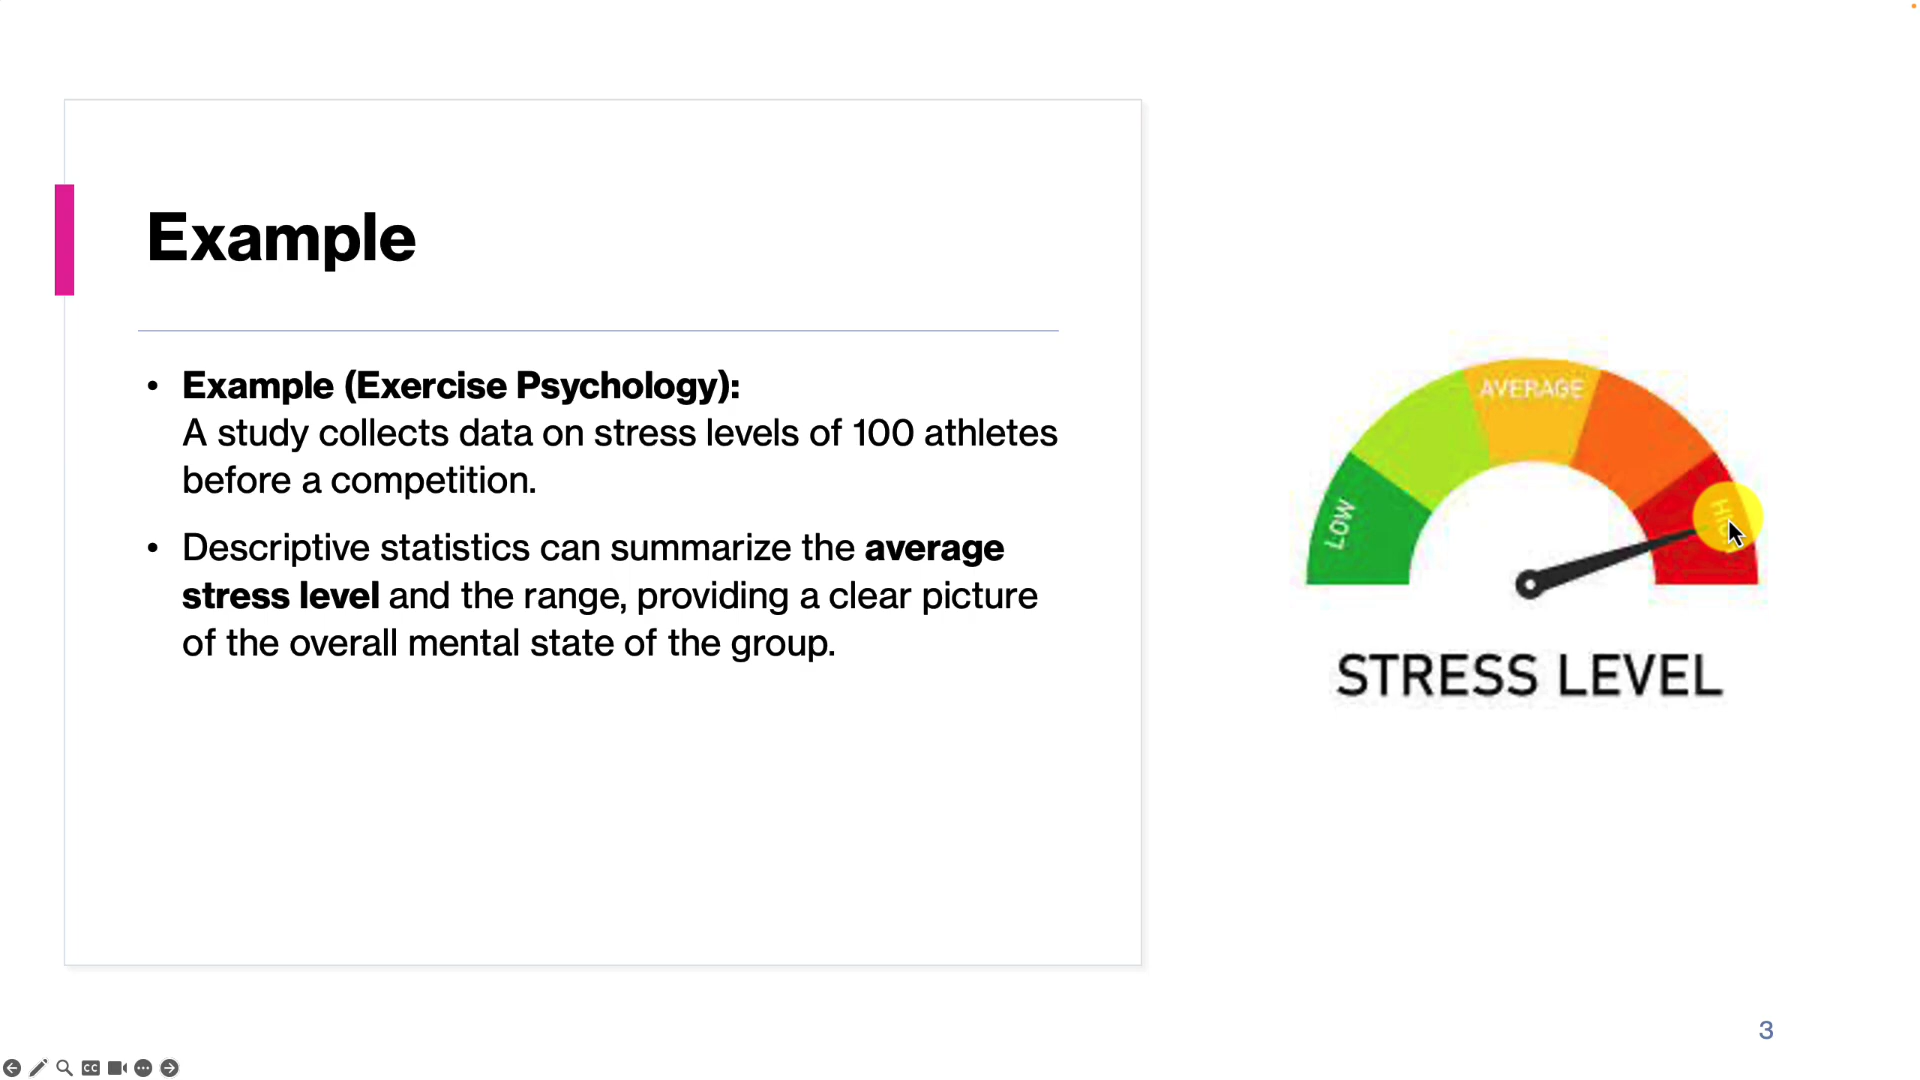 Example
• Example (Exercise Psychology):
A study collects data on stress levels of 100 athletes
before a competition.
• Descriptive statistics can summarize the average
stress level and the range, providing a clear picture
of the overall mental state of the group.
LOW
AVERAGE
STRESS LEVEL
3
CC